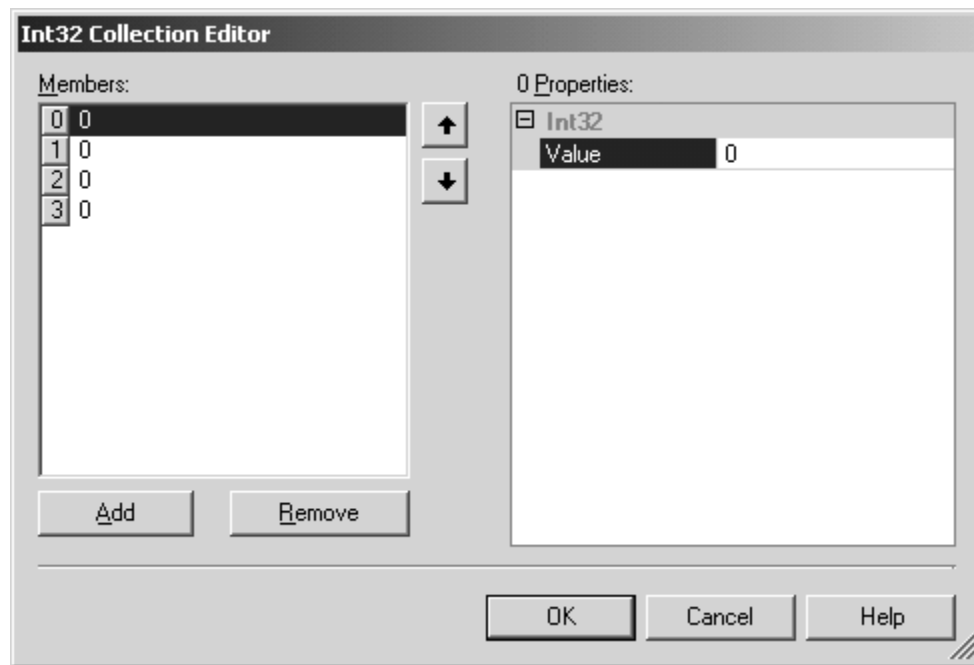 Int32 Collection Editor
Members:
0 Properties:
0 0
1 0
2 0
3 0
Int32
Value 0
Add Remove
OK Cancel Help